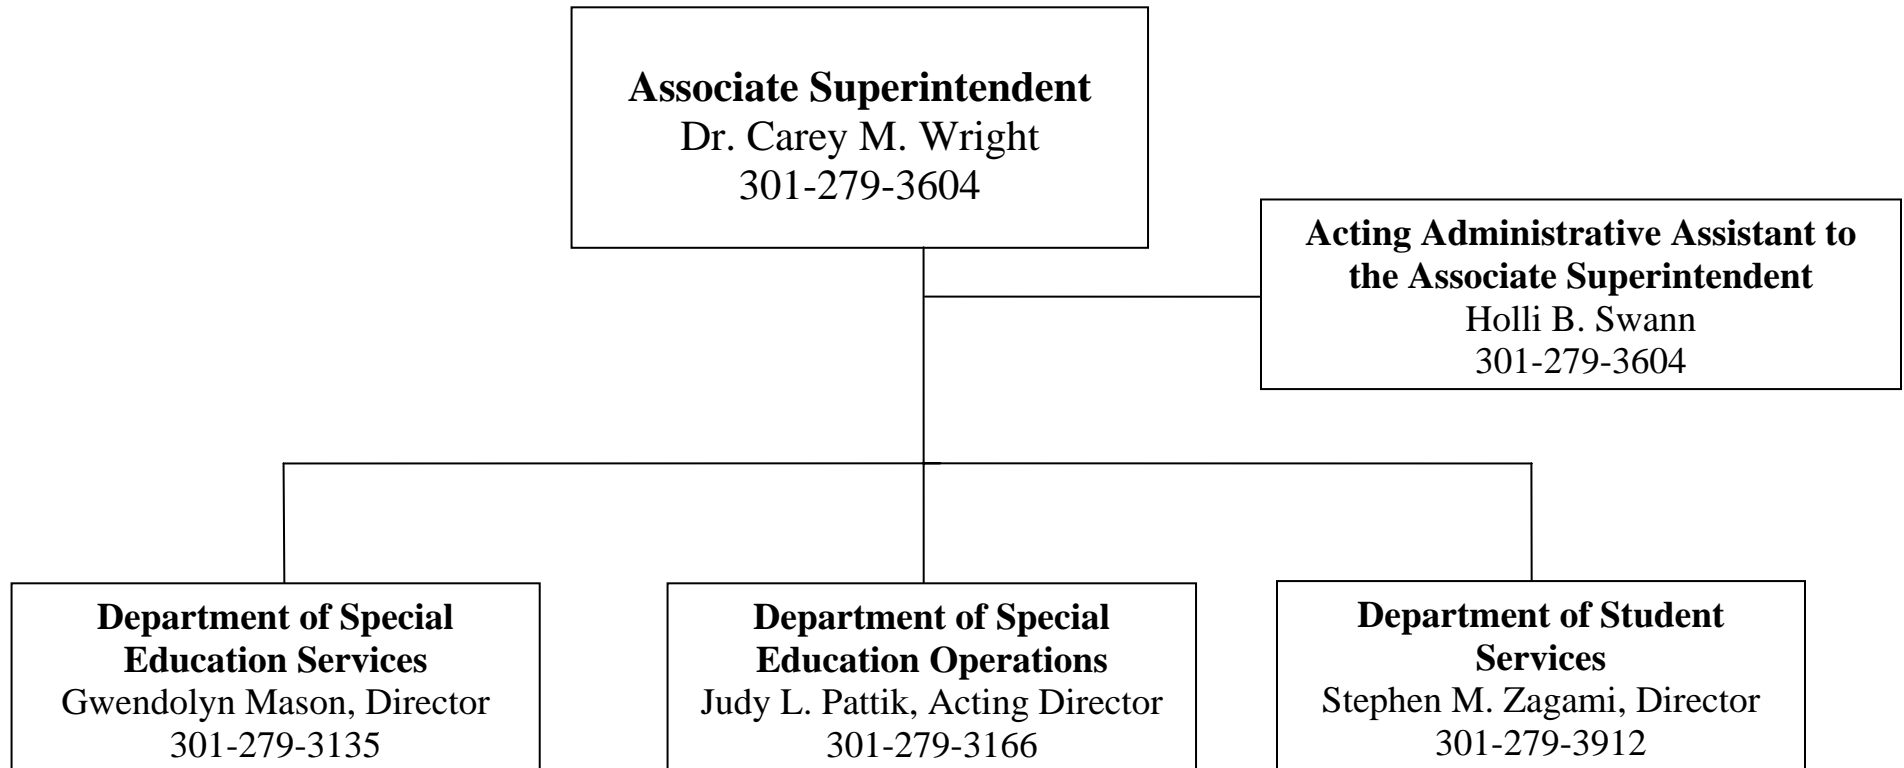 Associate Superintendent
Dr. Carey M. Wright
301-279-3604
Acting Administrative Assistant to
the Associate Superintendent
Holli B. Swann
301-279-3604
Department of Special
Education Services
Gwendolyn Mason, Director
301-279-3135
Department of Special
Education Operations
Judy L. Pattik, Acting Director
301-279-3166
Department of Student
Services
Stephen M. Zagami, Director
301-279-3912